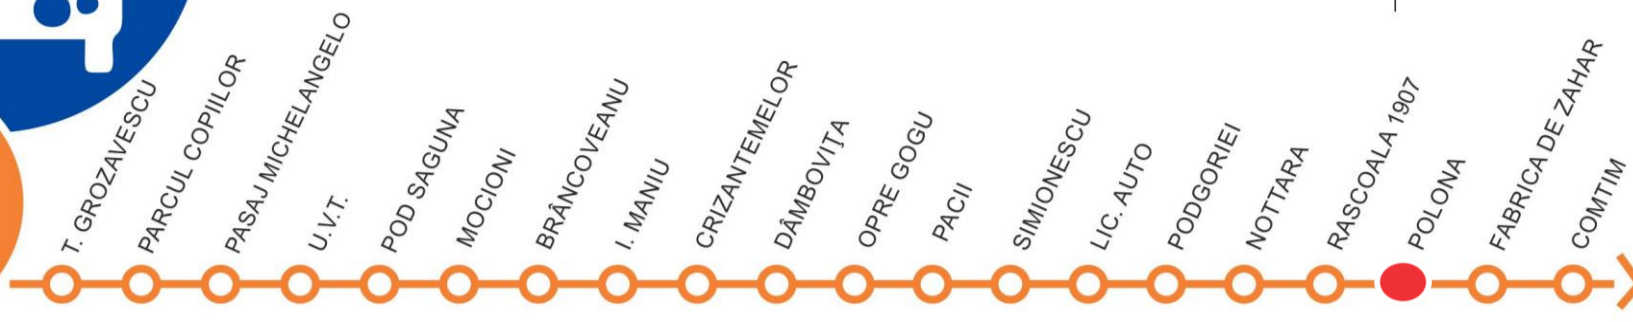 T. GROZAVESCU
PARCUL COPIILOR
PASAJ MICHELANGELO
U.V.T.
POD SAGUNA
MOCIONI
BRÂNCOVEANU
I. MANIU
CRIZANTEMELOR
DÂMBOVIŢA
OPRE GOGU
PACII
SIMIONESCU
LIC. AUTO
PODGORIEI
NOTTARA
RASCOALA 1907
POLONA
FABRICA DE ZAHAR
COMTIM